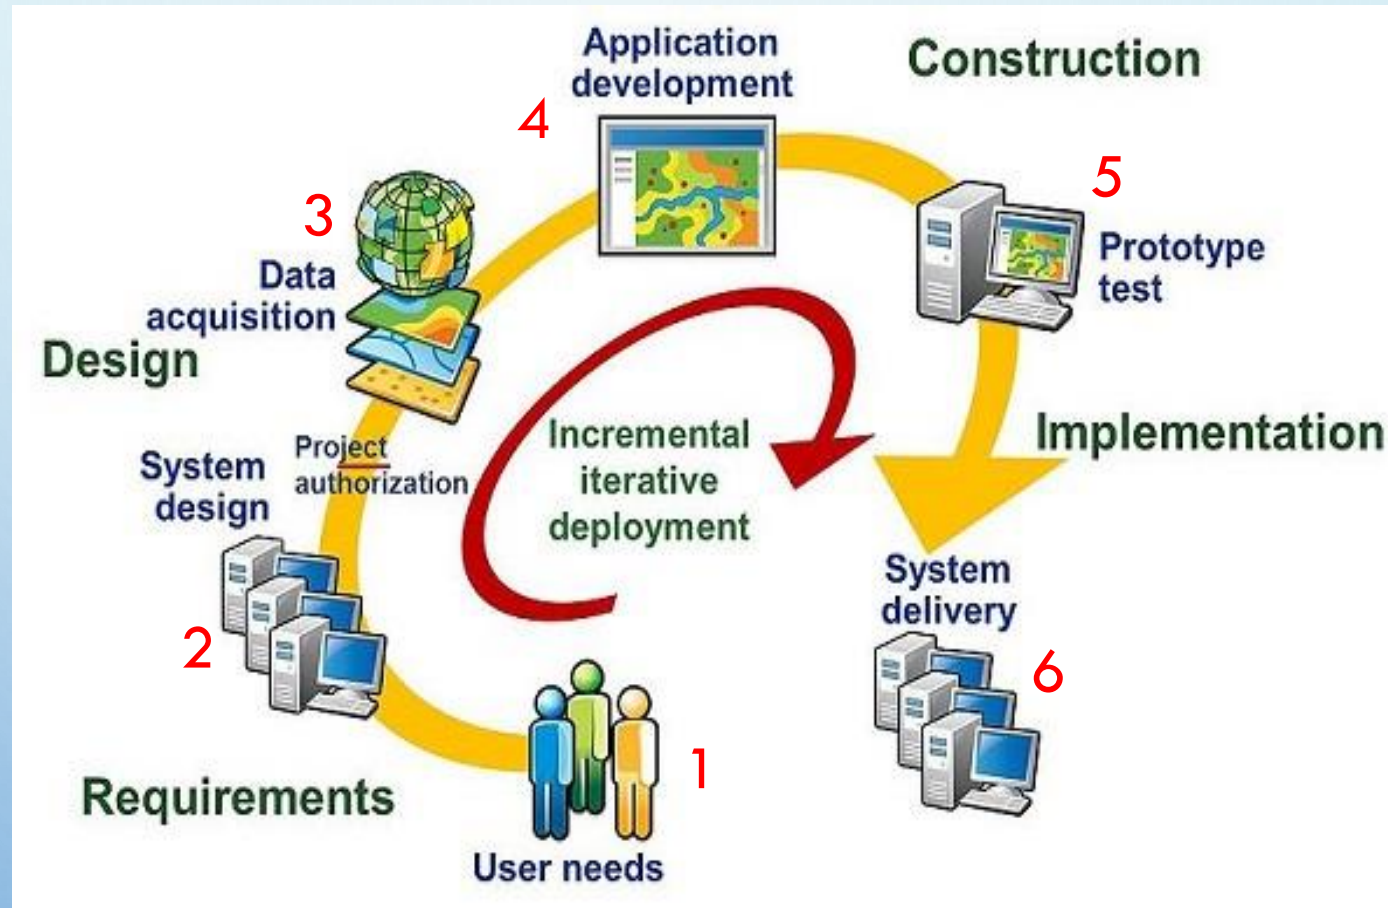 Application
development
Construction
4
5
Prototype
test
3
Data
acquisition
Design
Incremental
iterative
deployment
Implementation
Project
authorization
System
design
2
System
delivery
6
1
Requirements
User needs